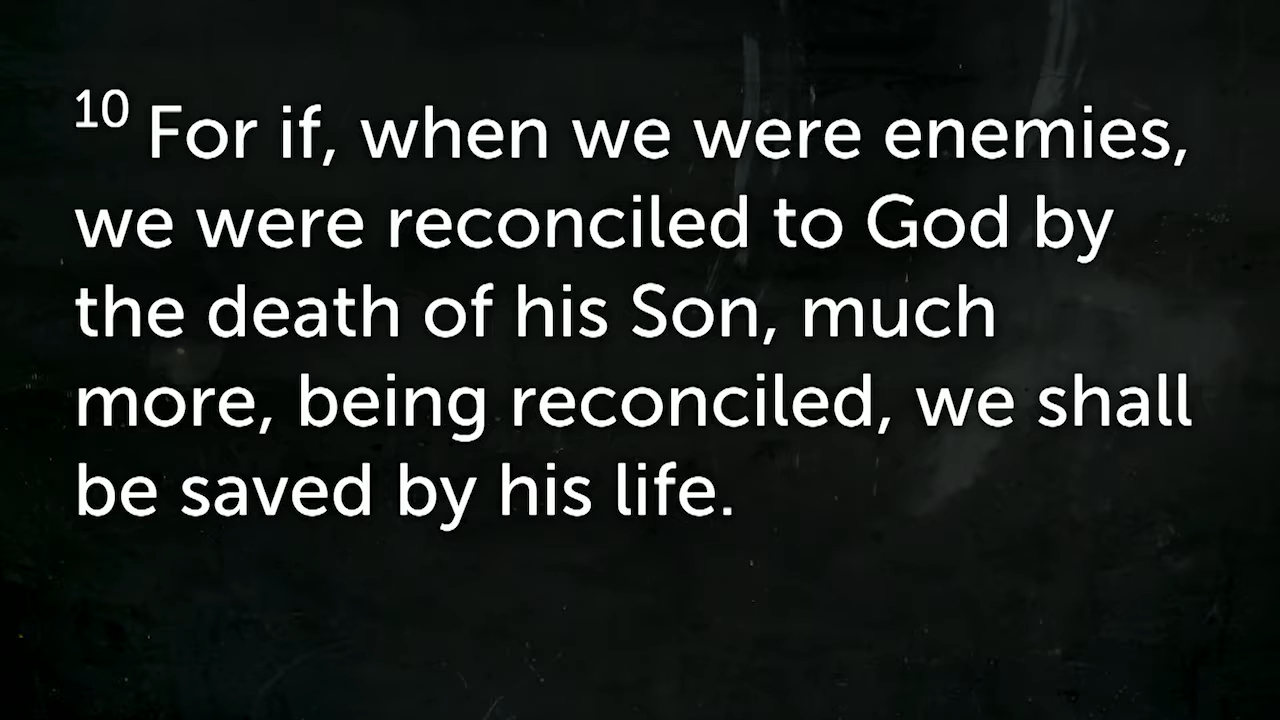 10 For if, when we were enemies,
we were reconciled to God by
the death of his Son, much
more, being reconciled, we shall
be saved by his life.